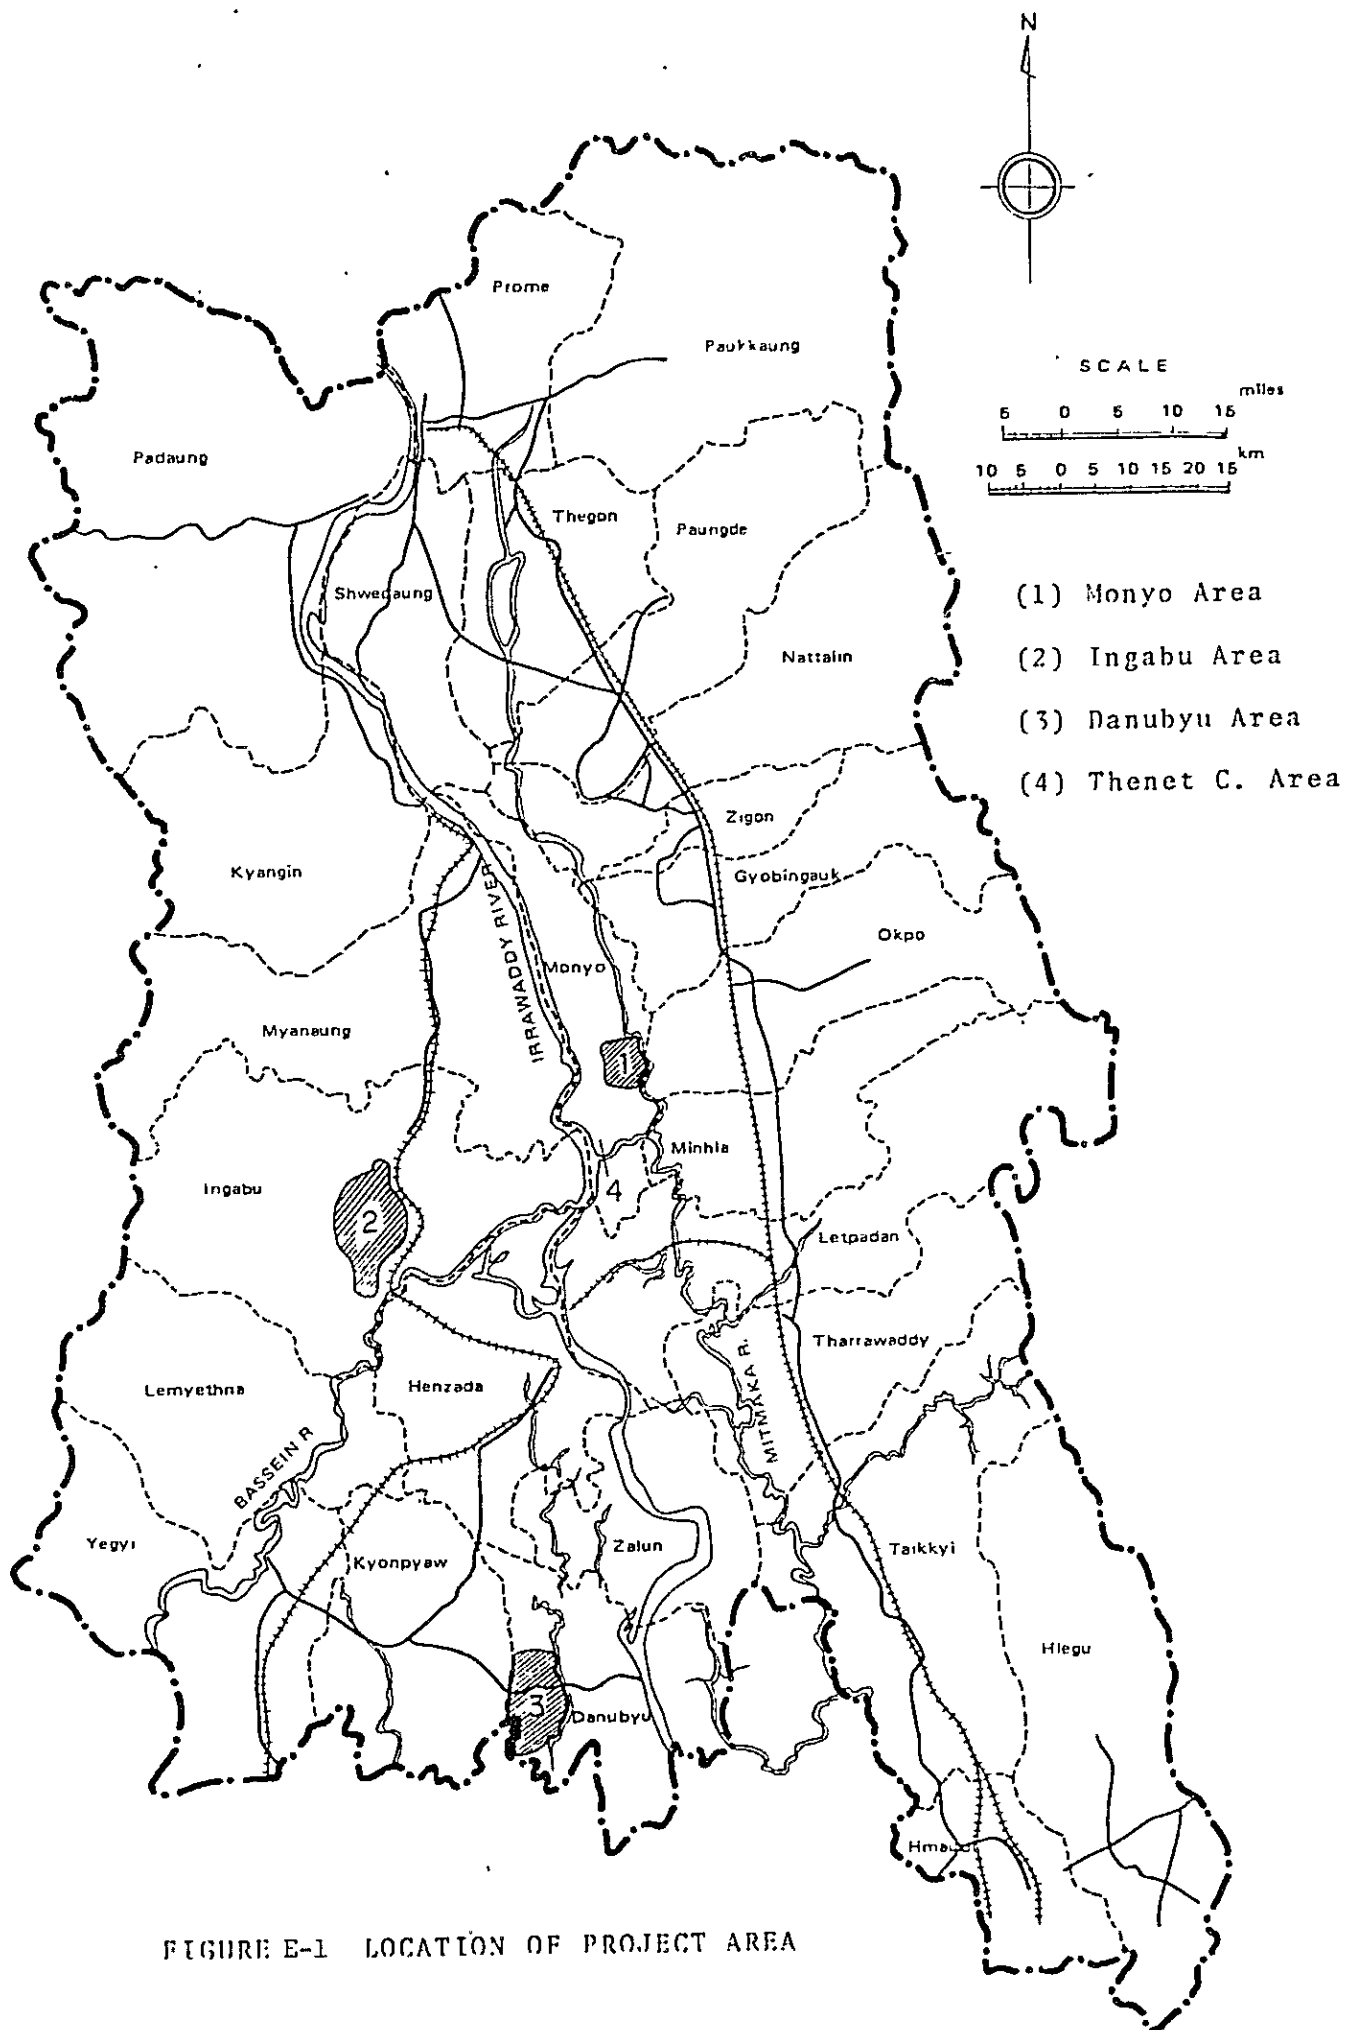 N
Prome
Paukkaung
SCALE
miles
5 0 5 10 15
km
10 5 0 5 10 15 20 15
Padaung
Thegon
Paungde
(1) Monyo Area
Shwedaung
Nattalin
(2) Ingabu Area
(3) Danubyu Area
(4) Thenet C. Area
Zigon
Kyangin
Gyobingauk
IRRAWADDY RIVER
Okpo
Monyo
Myanaung
1
Minhla
Ingabu
4
2
Letpadan
Tharrawaddy
MITMAKA R.
Lemyethna
Henzada
BASSEIN R
Yegyi
Kyonpyaw
Zalun
Taikkyi
Hlegu
3
Danubyu
FIGURE E-1 LOCATION OF PROJECT AREA